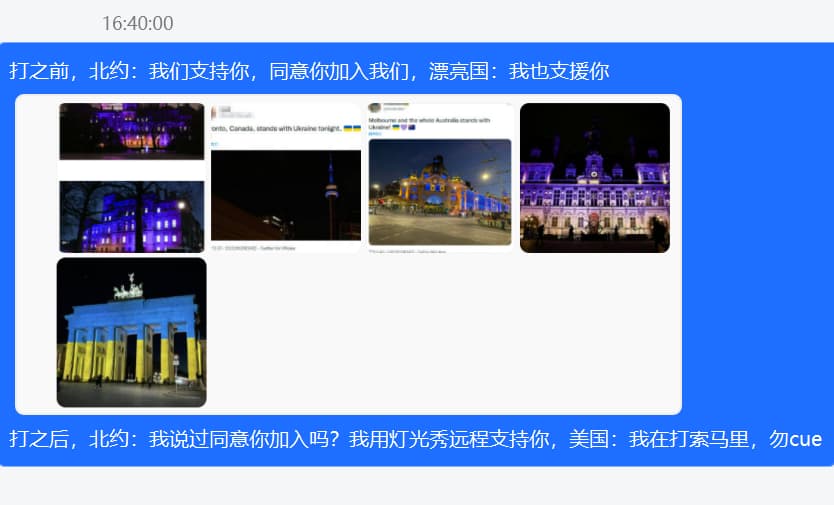 16:40:00
打之前，北约：我们支持你，同意你加入我们，漂亮国：我也支援你
onto, Canada, stands with Ukraine tonight. 🇺🇦🇺🇦
Melbourne and the whole Australia stands with
Ukraine! 🇺🇦💜🇦🇺
打之后，北约：我说过同意你加入吗？我用灯光秀远程支持你，美国：我在打索马里，勿cue